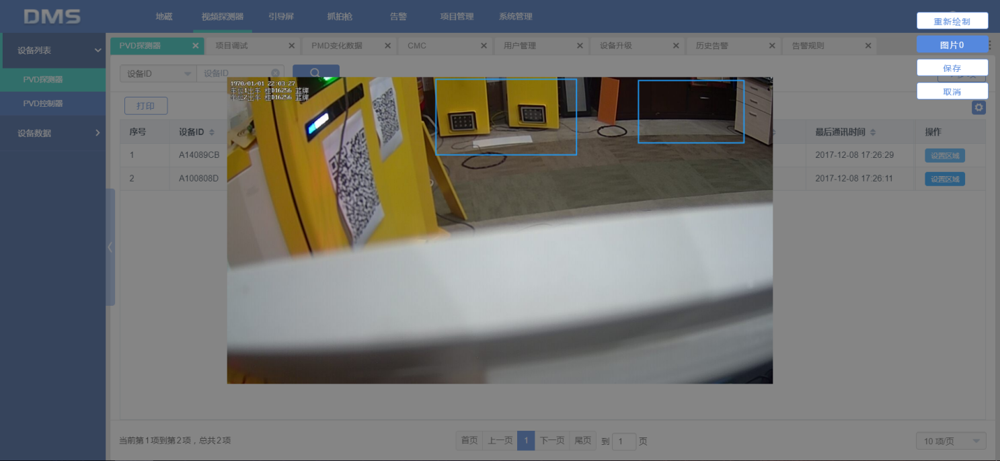 DMS 地磁 视频探测器 引导屏 抓拍枪 告警 项目管理 系统管理
重新绘制
图片0
保存
取消
设备列表
PVD探测器
PVD控制器
设备数据
PVD探测器 项目调试 PMD变化数据 CMC 用户管理 设备升级 历史告警 告警规则
设备ID 设备ID
1970/01/01 22:03:27
车位1出车 桂D16256 蓝牌
车位2出车 桂D16256 蓝牌
打印
序号 设备ID 最后通讯时间 操作
1 A14089CB 2017-12-08 17:26:29 设置区域
2 A100808D 2017-12-08 17:26:11 设置区域
当前第1项到第2项，总共2项 首页 上一页 1 下一页 尾页 到 1 页 10 项/页